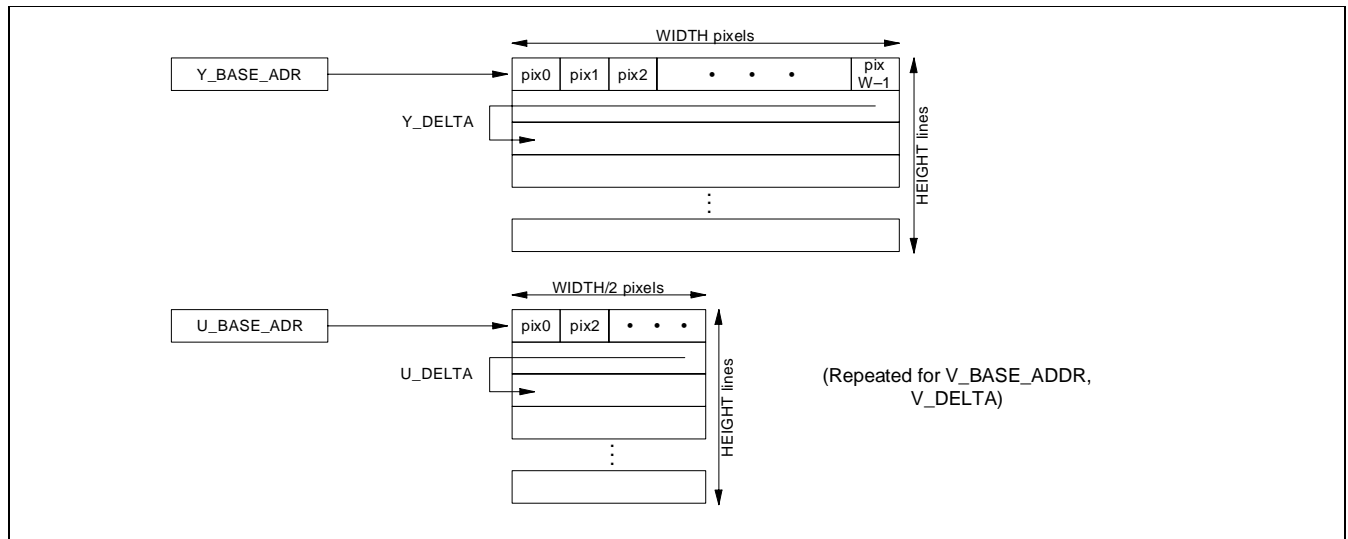 WIDTH pixels
Y_BASE_ADR
pix0 pix1 pix2 • • • pix
W–1
Y_DELTA
HEIGHT lines
WIDTH/2 pixels
U_BASE_ADR
pix0 pix2 • • •
U_DELTA
HEIGHT lines
(Repeated for V_BASE_ADDR,
V_DELTA)